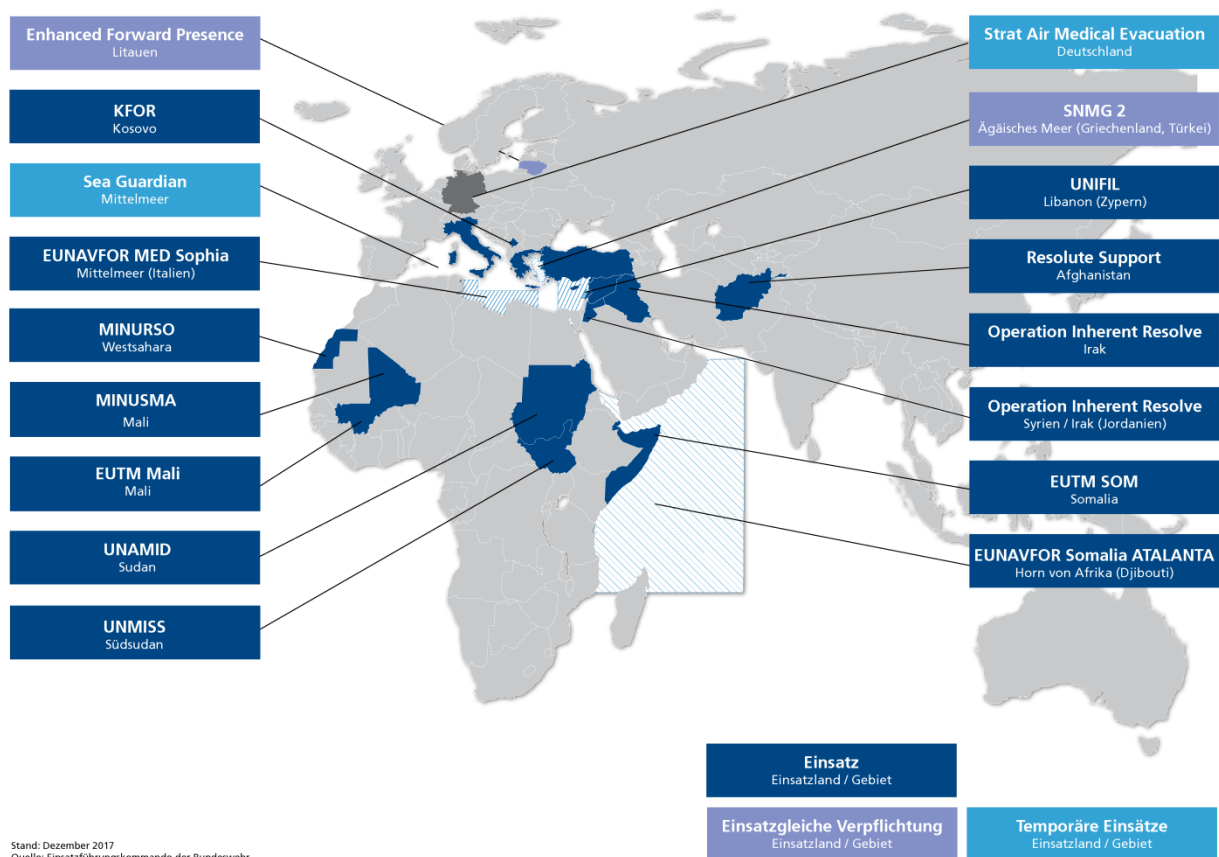 Enhanced Forward Presence
Litauen
KFOR
Kosovo
Sea Guardian
Mittelmeer
EUNAVFOR MED Sophia
Mittelmeer (Italien)
MINURSO
Westsahara
MINUSMA
Mali
EUTM Mali
Mali
UNAMID
Sudan
UNMISS
Südsudan
Strat Air Medical Evacuation
Deutschland
SNMG 2
Ägäisches Meer (Griechenland, Türkei)
UNIFIL
Libanon (Zypern)
Resolute Support
Afghanistan
Operation Inherent Resolve
Irak
Operation Inherent Resolve
Syrien / Irak (Jordanien)
EUTM SOM
Somalia
EUNAVFOR Somalia ATALANTA
Horn von Afrika (Djibouti)
Einsatz
Einsatzland / Gebiet
Einsatzgleiche Verpflichtung
Einsatzland / Gebiet
Temporäre Einsätze
Einsatzland / Gebiet
Stand: Dezember 2017
Quelle: Einsatzführungskommando der Bundeswehr